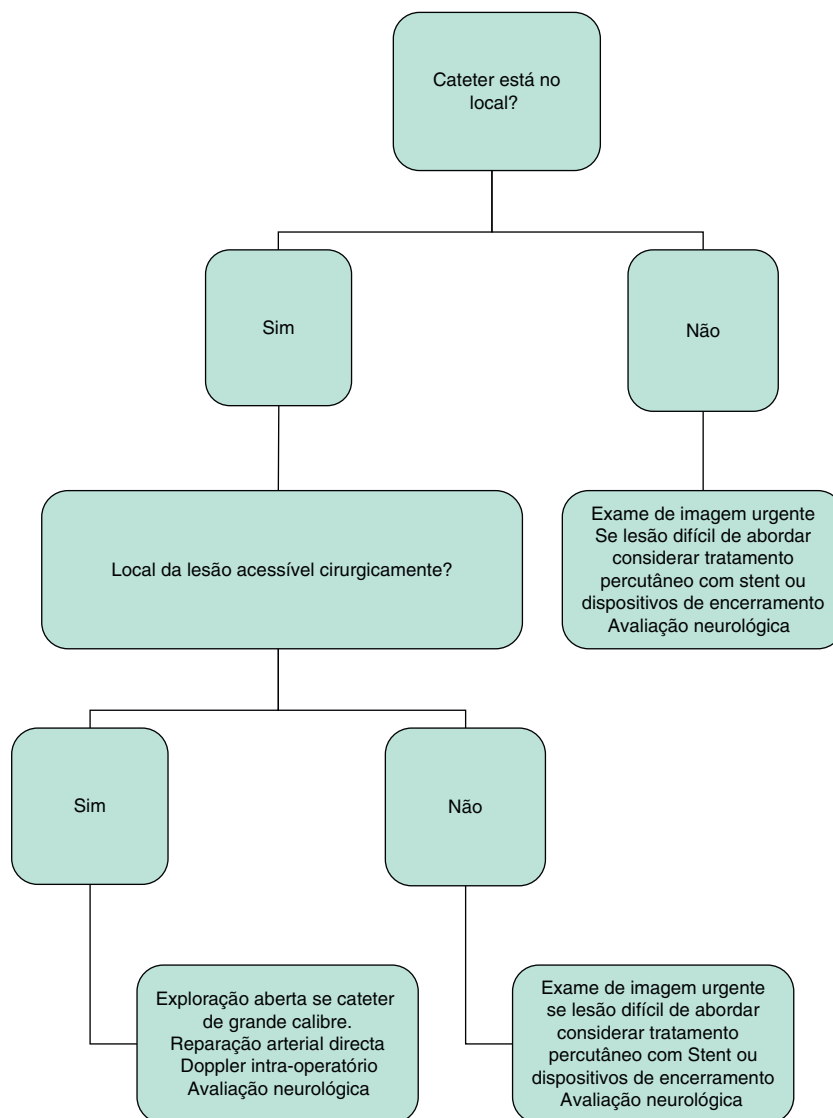 Cateter está no
local?
Sim
Não
Local da lesão acessível cirurgicamente?
Exame de imagem urgente
Se lesão difícil de abordar
considerar tratamento
percutâneo com stent ou
dispositivos de encerramento
Avaliação neurológica
Sim
Não
Exploração aberta se cateter
de grande calibre.
Reparação arterial directa
Doppler intra-operatório
Avaliação neurológica
Exame de imagem urgente
se lesão difícil de abordar
considerar tratamento
percutâneo com Stent ou
dispositivos de encerramento
Avaliação neurológica